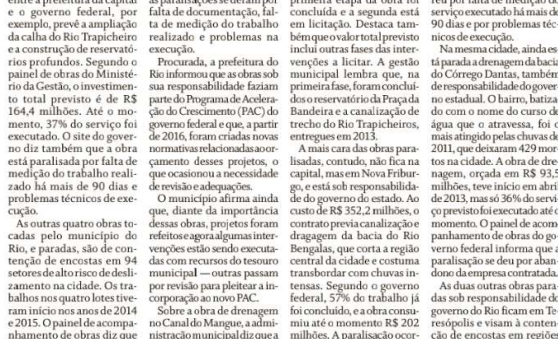 entre a prefeitura da capital
e o governo federal, por
exemplo, prevê a ampliação
da calha do Rio Trapicheiro
e a construção de reservató-
rios profundos. Segundo o
painel de obras do Ministé-
rio da Gestão, o investimen-
to total previsto é de R$
164,4 milhões. Até o mo-
mento, 37% do serviço foi
executado. O site do gover-
no diz também que a obra
está paralisada por falta de
medição do trabalho reali-
zado há mais de 90 dias e
problemas técnicos de exe-
cução.
As outras quatro obras to-
cadas pelo município do
Rio, e paradas, são de con-
tenção de encostas em 94
setores de alto risco de desli-
zamento na cidade. Os tra-
balhos nos quatro lotes tive-
ram início nos anos de 2014
e 2015. O painel de acompa-
nhamento de obras diz que
as paralisações se deram por
falta de documentação, fal-
ta de medição do trabalho
realizado e problemas na
execução.
Procurada, a prefeitura do
Rio informou que as obras sob
sua responsabilidade faziam
parte do Programa de Acelera-
ção do Crescimento (PAC) do
governo federal e que, a partir
de 2016, foram criadas novas
normativas relacionadas ao or-
çamento desses projetos, o
que ocasionou a necessidade
de revisão e adequações.
O município afirma ainda
que, diante da importância
dessas obras, projetos foram
refeitos e agora algumas inter-
venções estão sendo executa-
das com recursos do tesouro
municipal — outras passam
por revisão para pleitear a in-
corporação ao novo PAC.
Sobre a obra de drenagem
no Canal do Mangue, a admi-
nistração municipal diz que a
primeira etapa da obra foi
concluída e a segunda está
em licitação. Destaca tam-
bém que o valor total previsto
inclui outras fases das inter-
venções a licitar. A gestão
municipal lembra que, na
primeira fase, foram concluí-
dos o reservatório da Praça da
Bandeira e a canalização de
trecho do Rio Trapicheiros,
entregues em 2013.
A mais cara das obras para-
lisadas, contudo, não fica na
capital, mas em Nova Fribur-
go, e está sob responsabilida-
de do governo do estado. Ao
custo de R$ 352,2 milhões, o
contrato previa canalização e
dragagem da bacia do Rio
Bengalas, que corta a região
central da cidade e costuma
transbordar com chuvas in-
tensas. Segundo o governo
federal, 57% do trabalho já
foi concluído, e a obra consu-
miu até o momento R$ 202
milhões. A paralisação ocor-
reu por falta de medição do
serviço executado há mais de
90 dias e por problemas téc-
nicos de execução.
Na mesma cidade, ainda es-
tá parada a drenagem da bacia
do Córrego Dantas, também
de responsabilidade do gover-
no estadual. O bairro, batiza-
do com o nome do curso de
água que o atravessa, foi o
mais atingido pelas chuvas de
2011, que deixaram 429 mor-
tos na cidade. A obra de dre-
nagem, orçada em R$ 93,5
milhões, teve início em abril
de 2013, mas só 36% do servi-
ço previsto foi executado até o
momento. O painel de acom-
panhamento de obras do go-
verno federal informa que a
paralisação se deu por aban-
dono da empresa contratada.
As duas outras obras para-
das sob responsabilidade do
governo do Rio ficam em Te-
resópolis e visam à conten-
ção de encostas em regiões